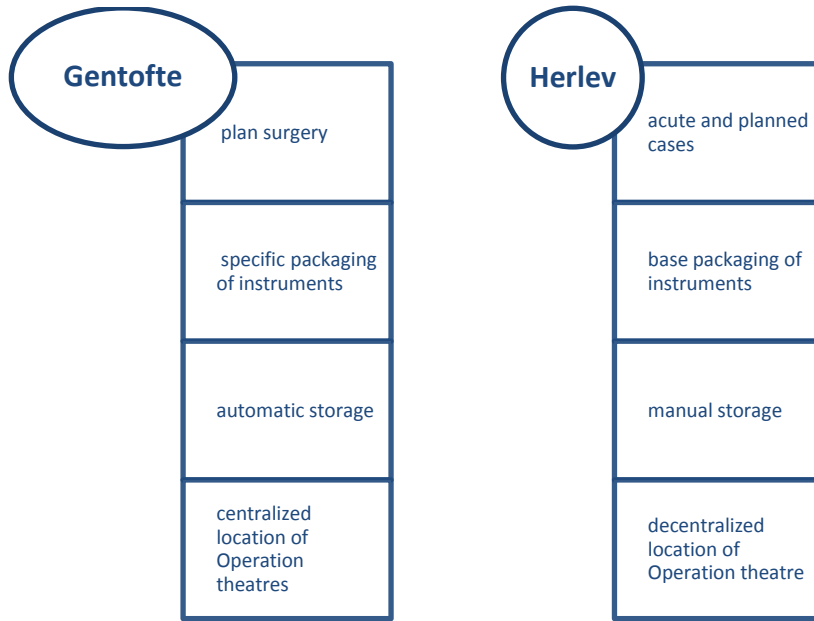 Gentofte
plan surgery
specific packaging
of instruments
automatic storage
centralized
location of
Operation
theatres
Herlev
acute and planned
cases
base packaging of
instruments
manual storage
decentralized
location of
Operation theatre